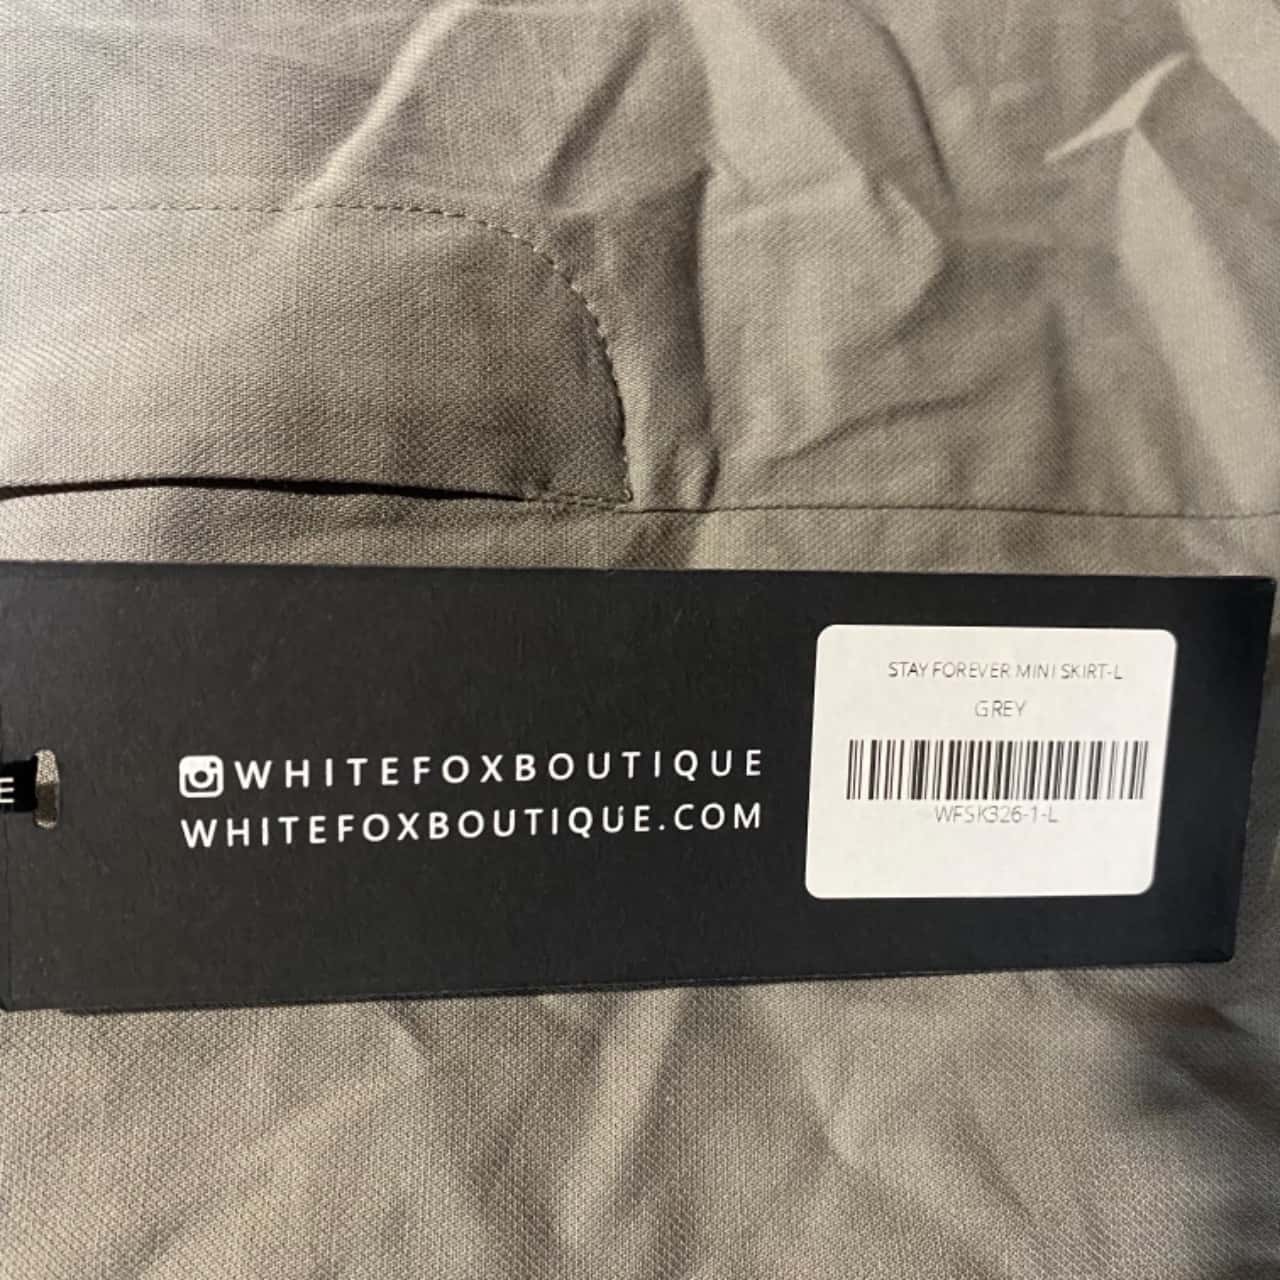 E
WHITEFOXBOUTIQUE
WHITEFOXBOUTIQUE.COM
STAY FOREVER MINI SKIRT-L
GREY
WFSK326-1-L